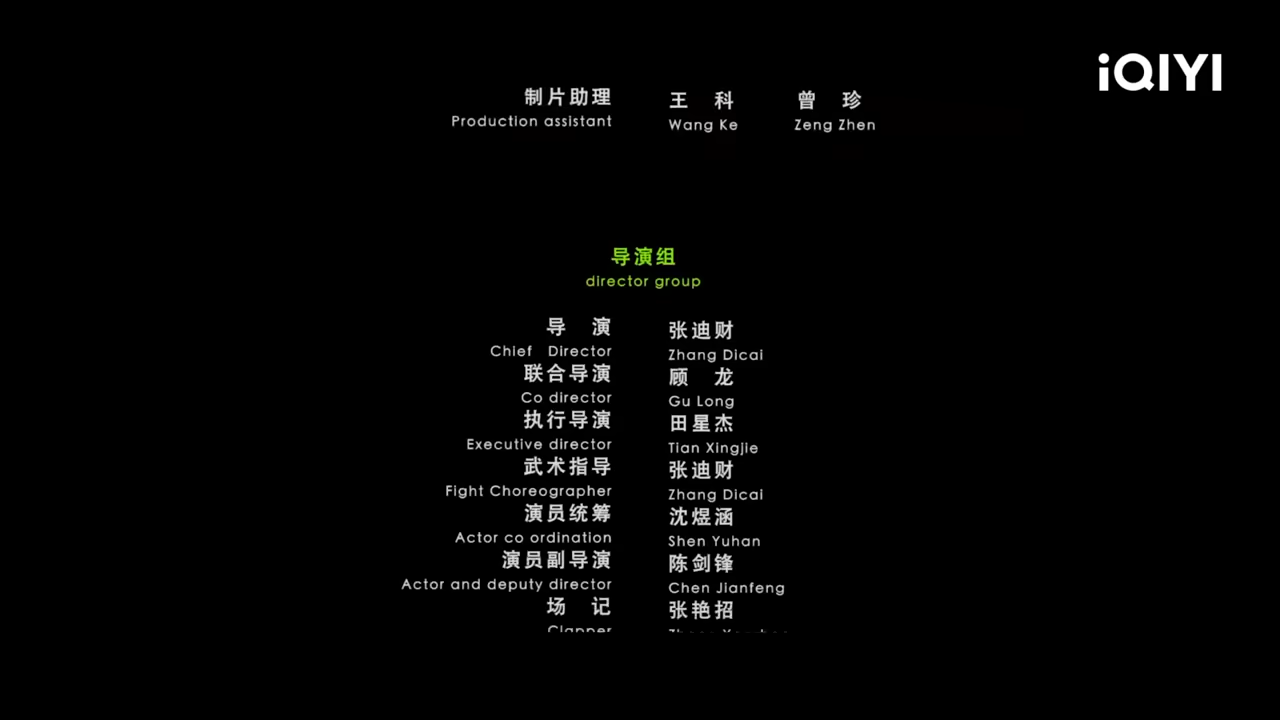 iQIYI
制片助理 王 科 曾 珍
Production assistant Wang Ke Zeng Zhen
导演组
director group
导 演 张迪财
Chief Director Zhang Dicai
联合导演 顾 龙
Co director Gu Long
执行导演 田星杰
Executive director Tian Xingjie
武术指导 张迪财
Fight Choreographer Zhang Dicai
演员统筹 沈煜涵
Actor co ordination Shen Yuhan
演员副导演 陈剑锋
Actor and deputy director Chen Jianfeng
场 记 张艳招
Clapper